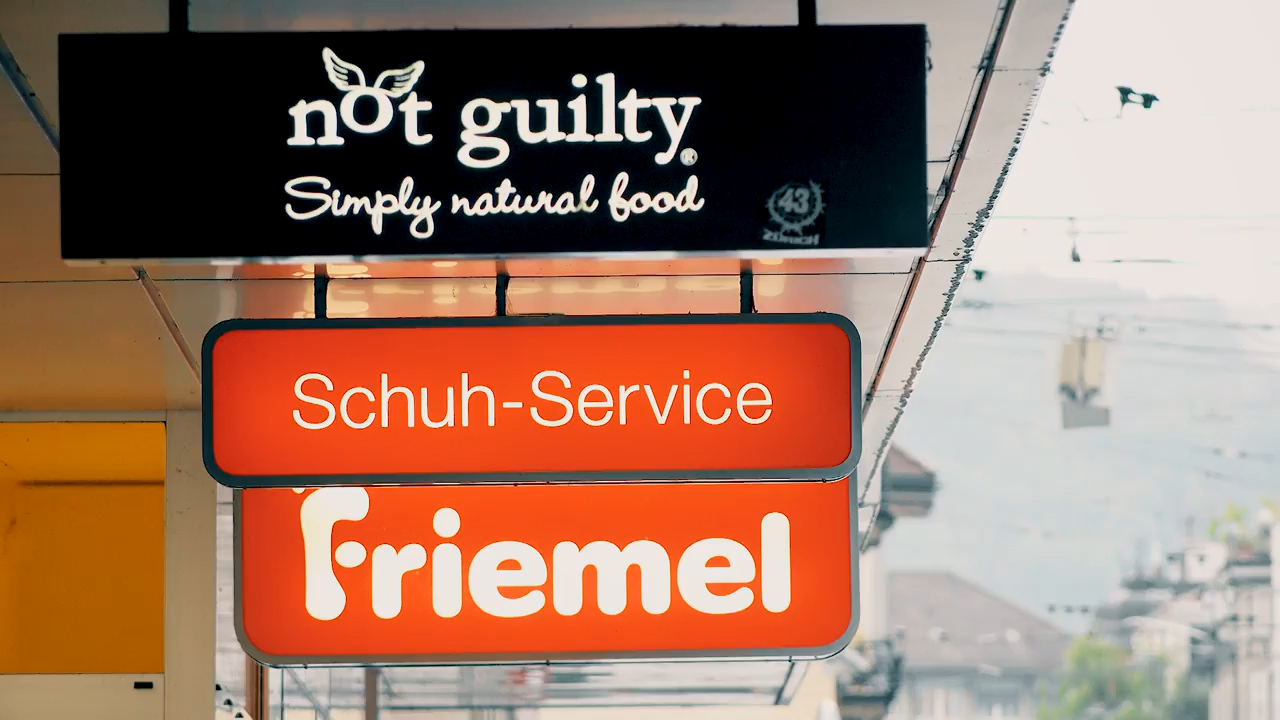 not guilty®
Simply natural food
43
ZÜRICH
Schuh-Service
Friemel